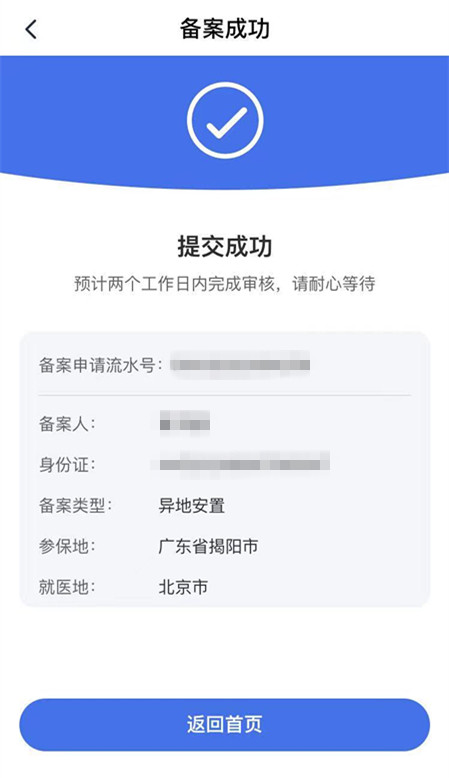 备案成功
提交成功
预计两个工作日内完成审核，请耐心等待
备案申请流水号：
备案人：
身份证：
备案类型： 异地安置
参保地： 广东省揭阳市
就医地： 北京市
返回首页